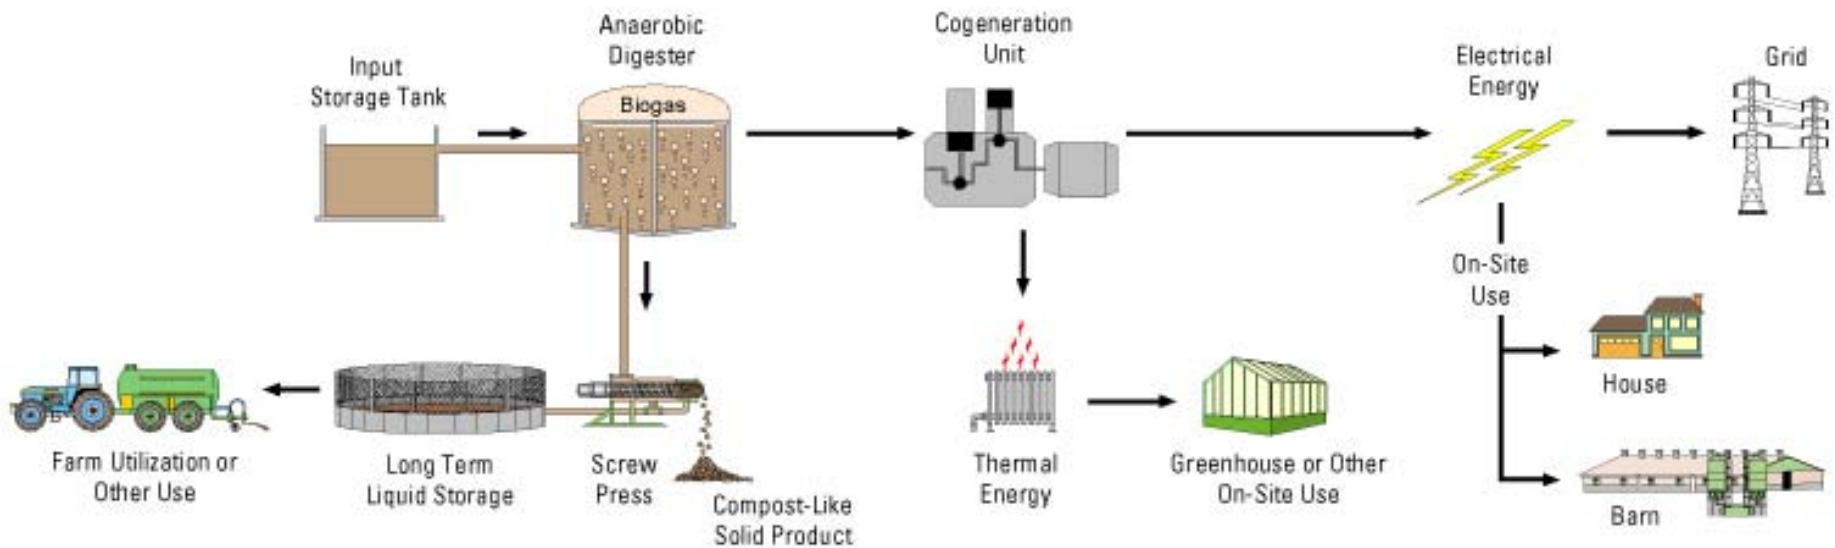 Input
Storage Tank
Anaerobic
Digester
Biogas
Cogeneration
Unit
Electrical
Energy
Grid
On-Site
Use
House
Barn
Farm Utilization or
Other Use
Long Term
Liquid Storage
Screw
Press
Compost-Like
Solid Product
Thermal
Energy
Greenhouse or Other
On-Site Use